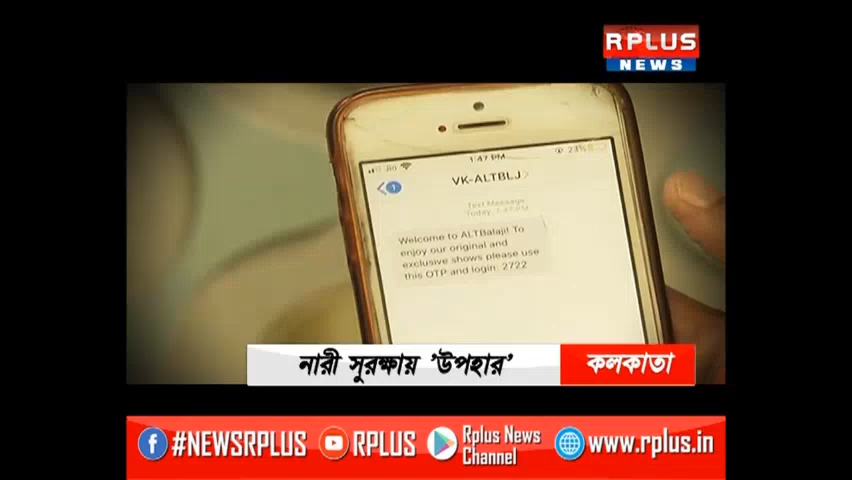 RPLUS
NEWS
1:47 PM
23%
1
VK-ALTBLJ
Text Message
Today, 1:47 PM
Welcome to ALTBalaji! To
enjoy our original and
exclusive shows please use
this OTP and login: 2722
নারী সুরক্ষায় ’উপহার’
কলকাতা
#NEWSRPLUS
RPLUS
Rplus News
Channel
www.rplus.in